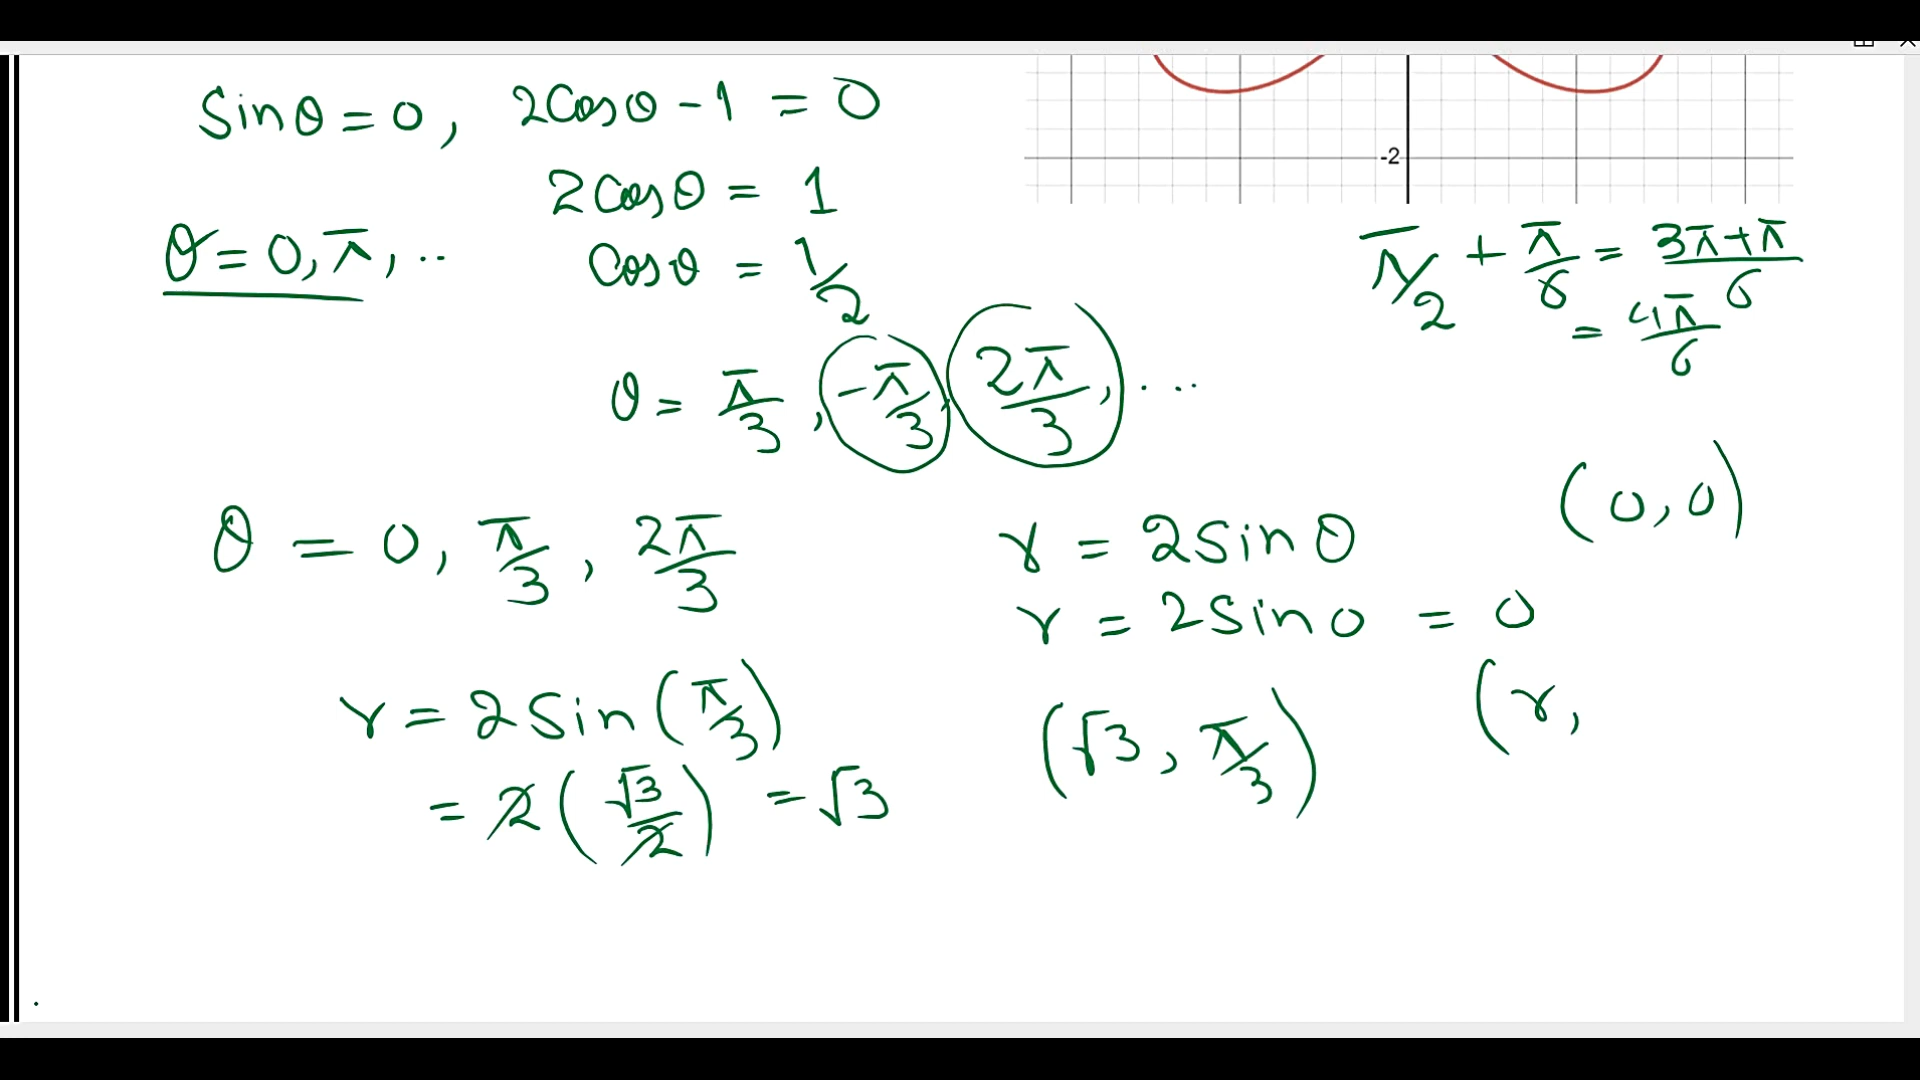 sinθ = 0, 2cosθ - 1 = 0
-2
2cosθ = 1
θ = 0, π, ..
cosθ = 1/2
π/2 + π/6 = (3π+π)/6
= 4π/6
θ = π/3, -π/3, 2π/3, ....
(0,0)
θ = 0, π/3, 2π/3
r = 2sinθ
r = 2sin0 = 0
r = 2sin(π/3)
(√3, π/3)
(r,
= 2(√3/2) = √3